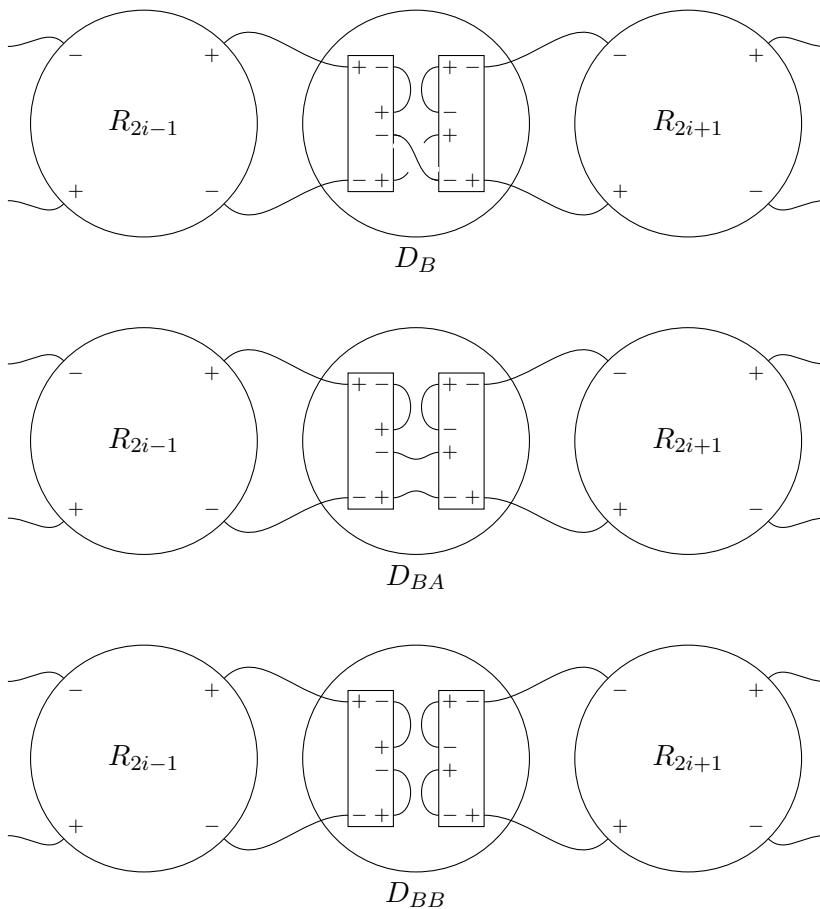 − + + − + − − +
+ −
R_{2i−1} R_{2i+1}
− +
+ − − + − + + −
D_B
− + + − + − − +
+ −
R_{2i−1} R_{2i+1}
− +
+ − − + − + + −
D_{BA}
− + + − + − − +
+ −
R_{2i−1} R_{2i+1}
− +
+ − − + − + + −
D_{BB}